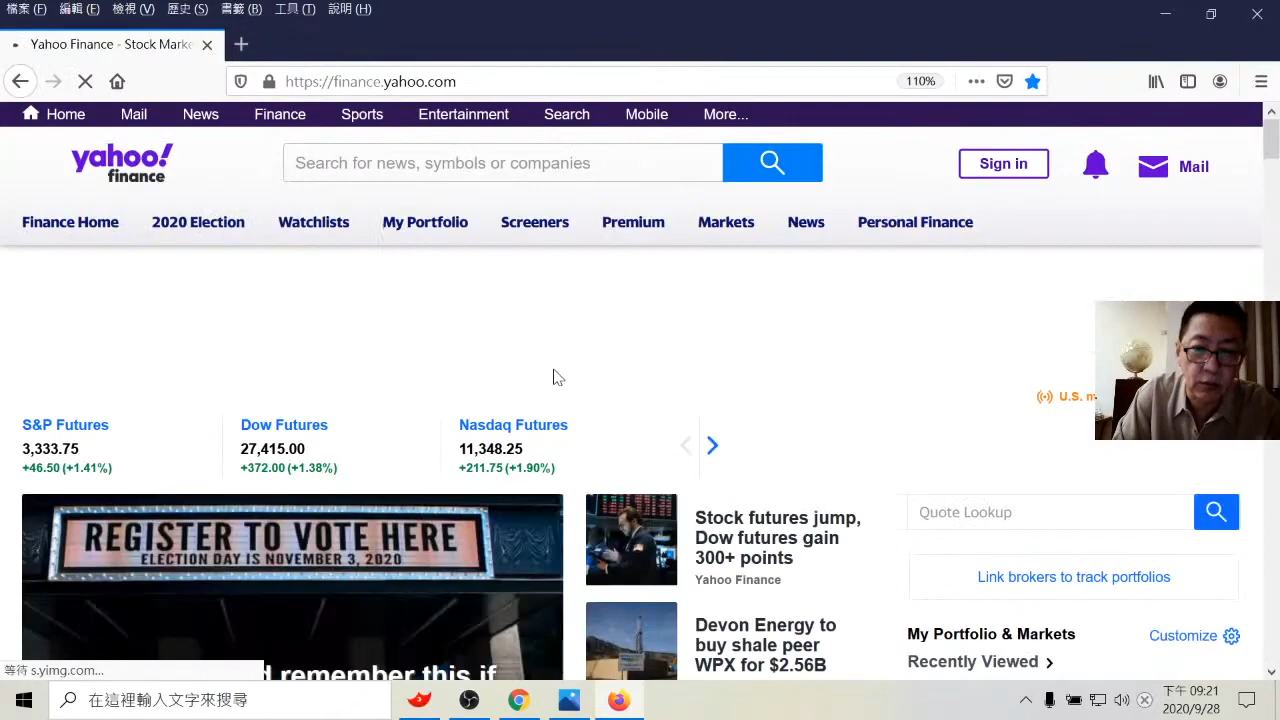 檔案(F) 編輯(E) 檢視(V) 歷史(S) 書籤(B) 工具(T) 說明(H)
Yahoo Finance - Stock Marke
https://finance.yahoo.com
110%
Home Mail News Finance Sports Entertainment Search Mobile More...
yahoo!
finance
Search for news, symbols or companies
Sign in
Mail
Finance Home 2020 Election Watchlists My Portfolio Screeners Premium Markets News Personal Finance
U.S. m
S&P Futures
3,333.75
+46.50 (+1.41%)
Dow Futures
27,415.00
+372.00 (+1.38%)
Nasdaq Futures
11,348.25
+211.75 (+1.90%)
REGISTER TO VOTE HERE
ELECTION DAY IS NOVEMBER 3, 2020
remember this if
Stock futures jump,
Dow futures gain
300+ points
Yahoo Finance
Devon Energy to
buy shale peer
WPX for $2.56B
Quote Lookup
Link brokers to track portfolios
My Portfolio & Markets
Customize
Recently Viewed
等待 s.yimg.com...
在這裡輸入文字來搜尋
下午 09:21
2020/9/28